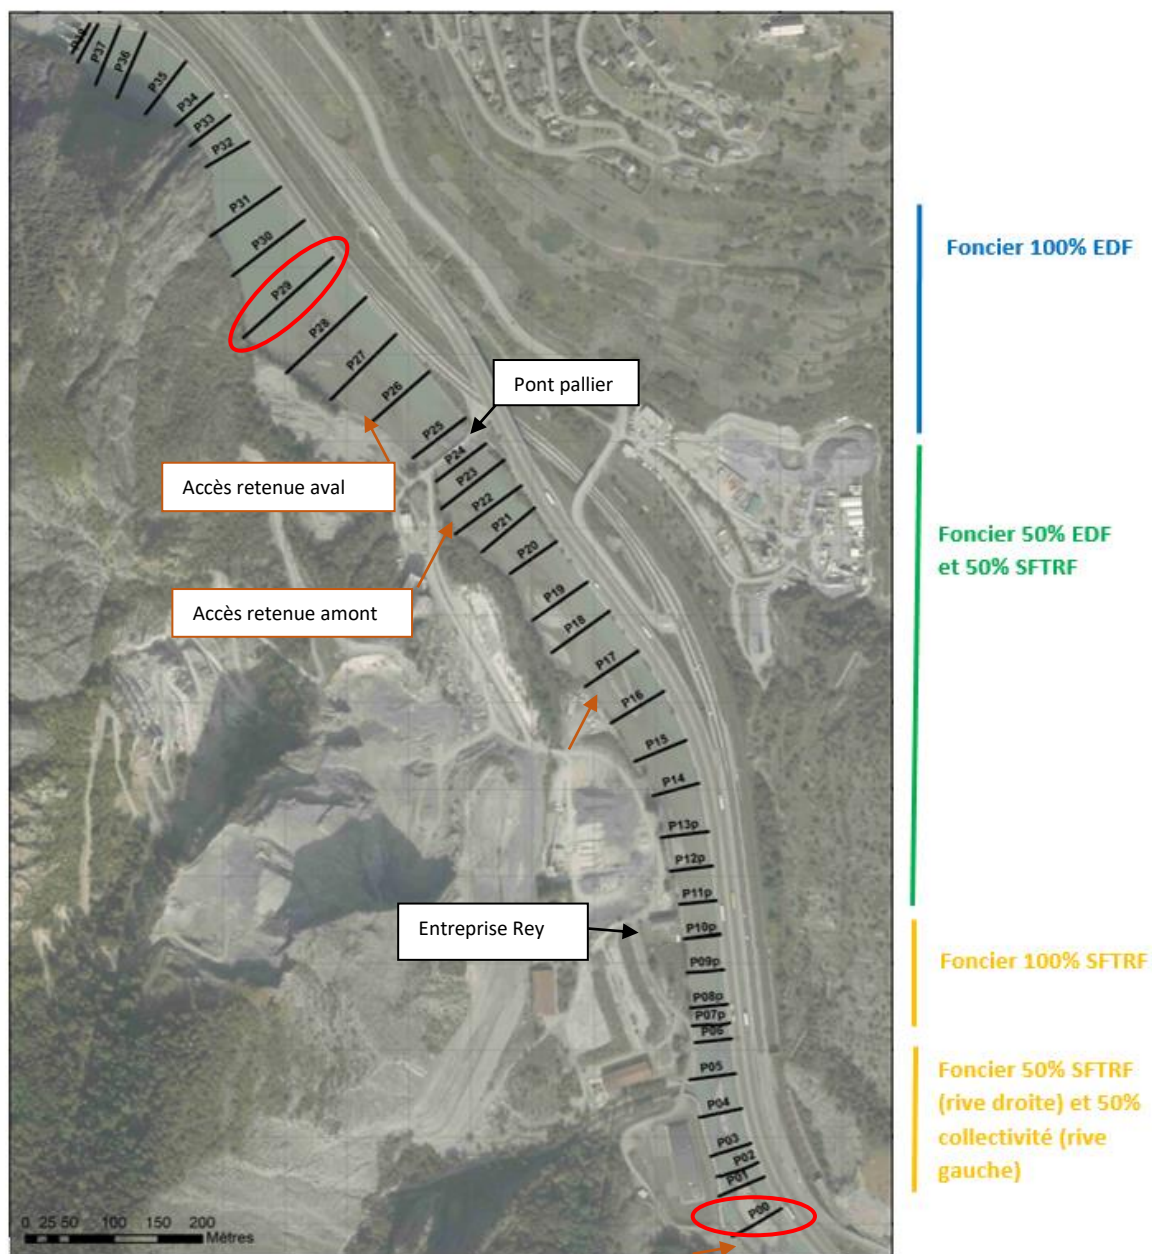 P37
P36
P35
P34
P33
P32
P31
P30
P29
P28
P27
P26
P25
P24
P23
P22
P21
P20
P19
P18
P17
P16
P15
P14
P13p
P12p
P11p
P10p
P09p
P08p
P07p
P06
P05
P04
P03
P02
P01
P00
Pont pallier
Accès retenue aval
Accès retenue amont
Entreprise Rey
Foncier 100% EDF
Foncier 50% EDF
et 50% SFTRF
Foncier 100% SFTRF
Foncier 50% SFTRF
(rive droite) et 50%
collectivité (rive
gauche)
0 25 50 100 150 200
Mètres